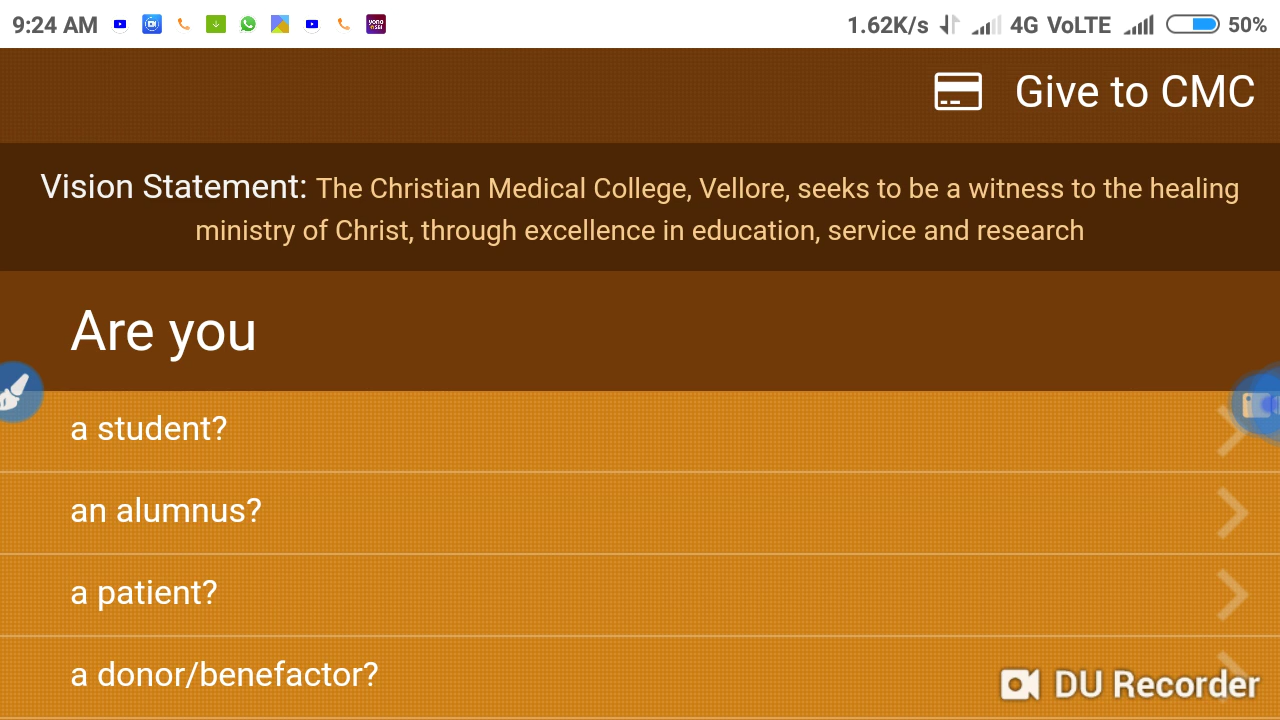 9:24 AM
yono
SBI
1.62K/s
4G VoLTE
50%
Give to CMC
Vision Statement: The Christian Medical College, Vellore, seeks to be a witness to the healing
ministry of Christ, through excellence in education, service and research
Are you
a student?
an alumnus?
a patient?
a donor/benefactor?
DU Recorder